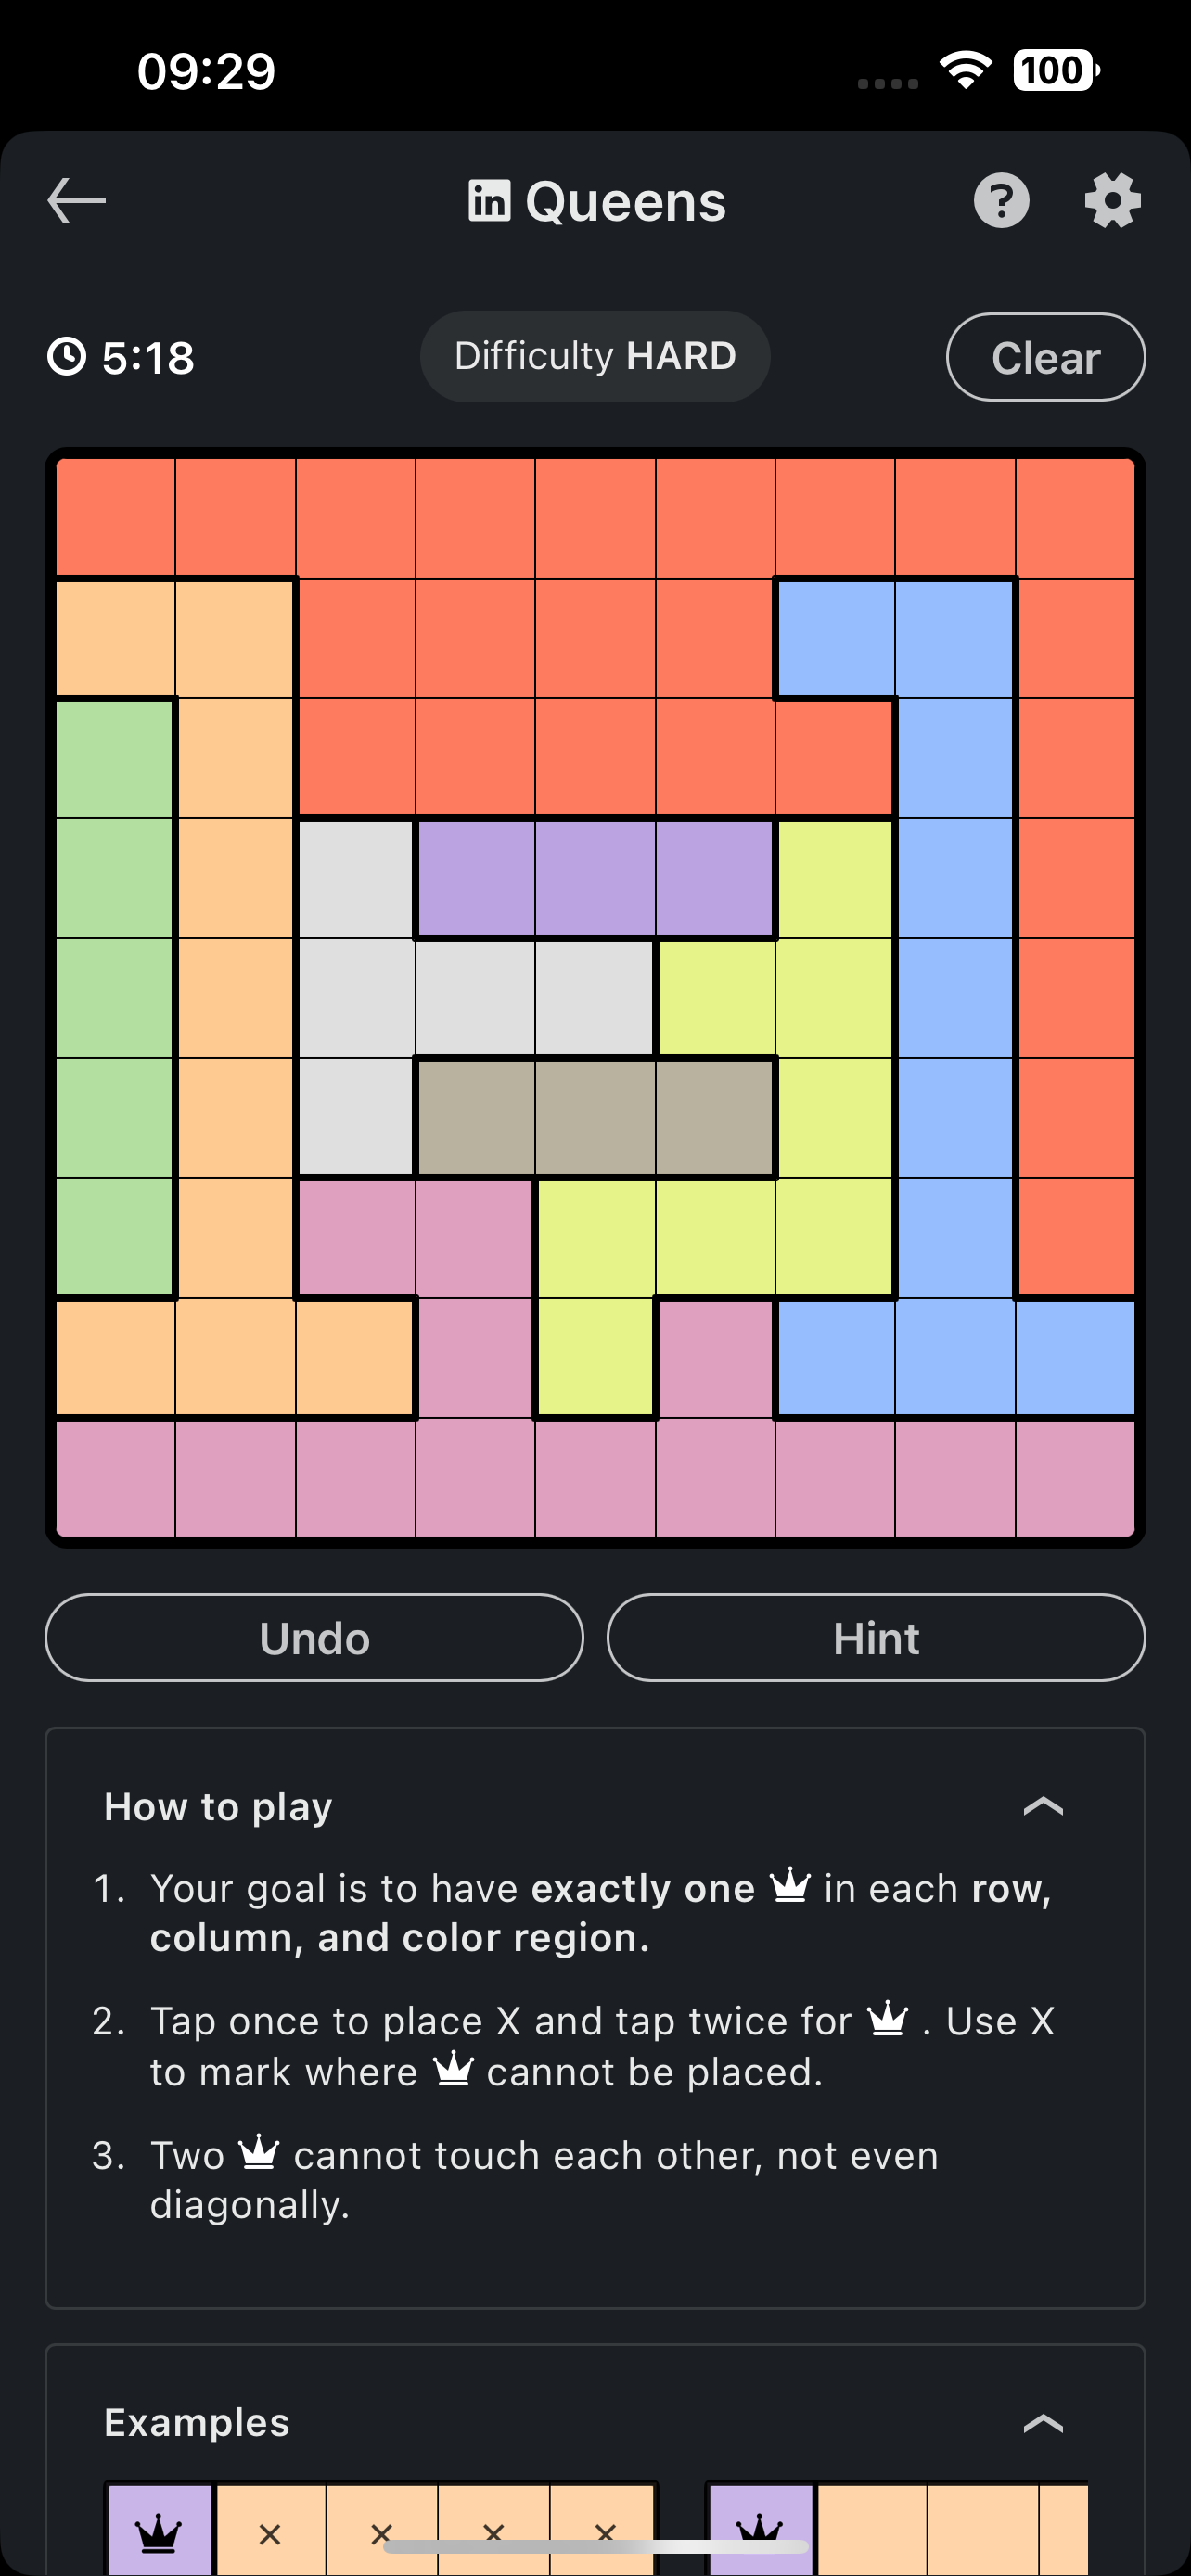 09:29
100
in Queens
?
5:18
Difficulty HARD
Clear
Undo
Hint
How to play
1. Your goal is to have exactly one in each row,
column, and color region.
2. Tap once to place X and tap twice for . Use X
to mark where cannot be placed.
3. Two cannot touch each other, not even
diagonally.
Examples